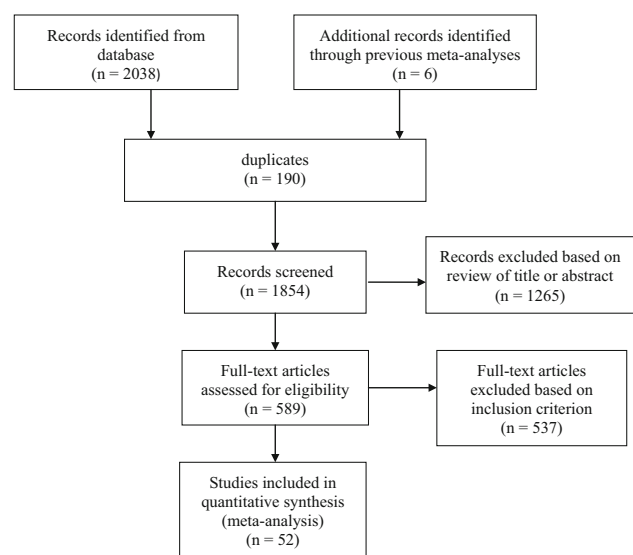 Records identified from
database
(n = 2038)
Additional records identified
through previous meta-analyses
(n = 6)
duplicates
(n = 190)
Records screened
(n = 1854)
Records excluded based on
review of title or abstract
(n = 1265)
Full-text articles
assessed for eligibility
(n = 589)
Full-text articles
excluded based on
inclusion criterion
(n = 537)
Studies included in
quantitative synthesis
(meta-analysis)
(n = 52)